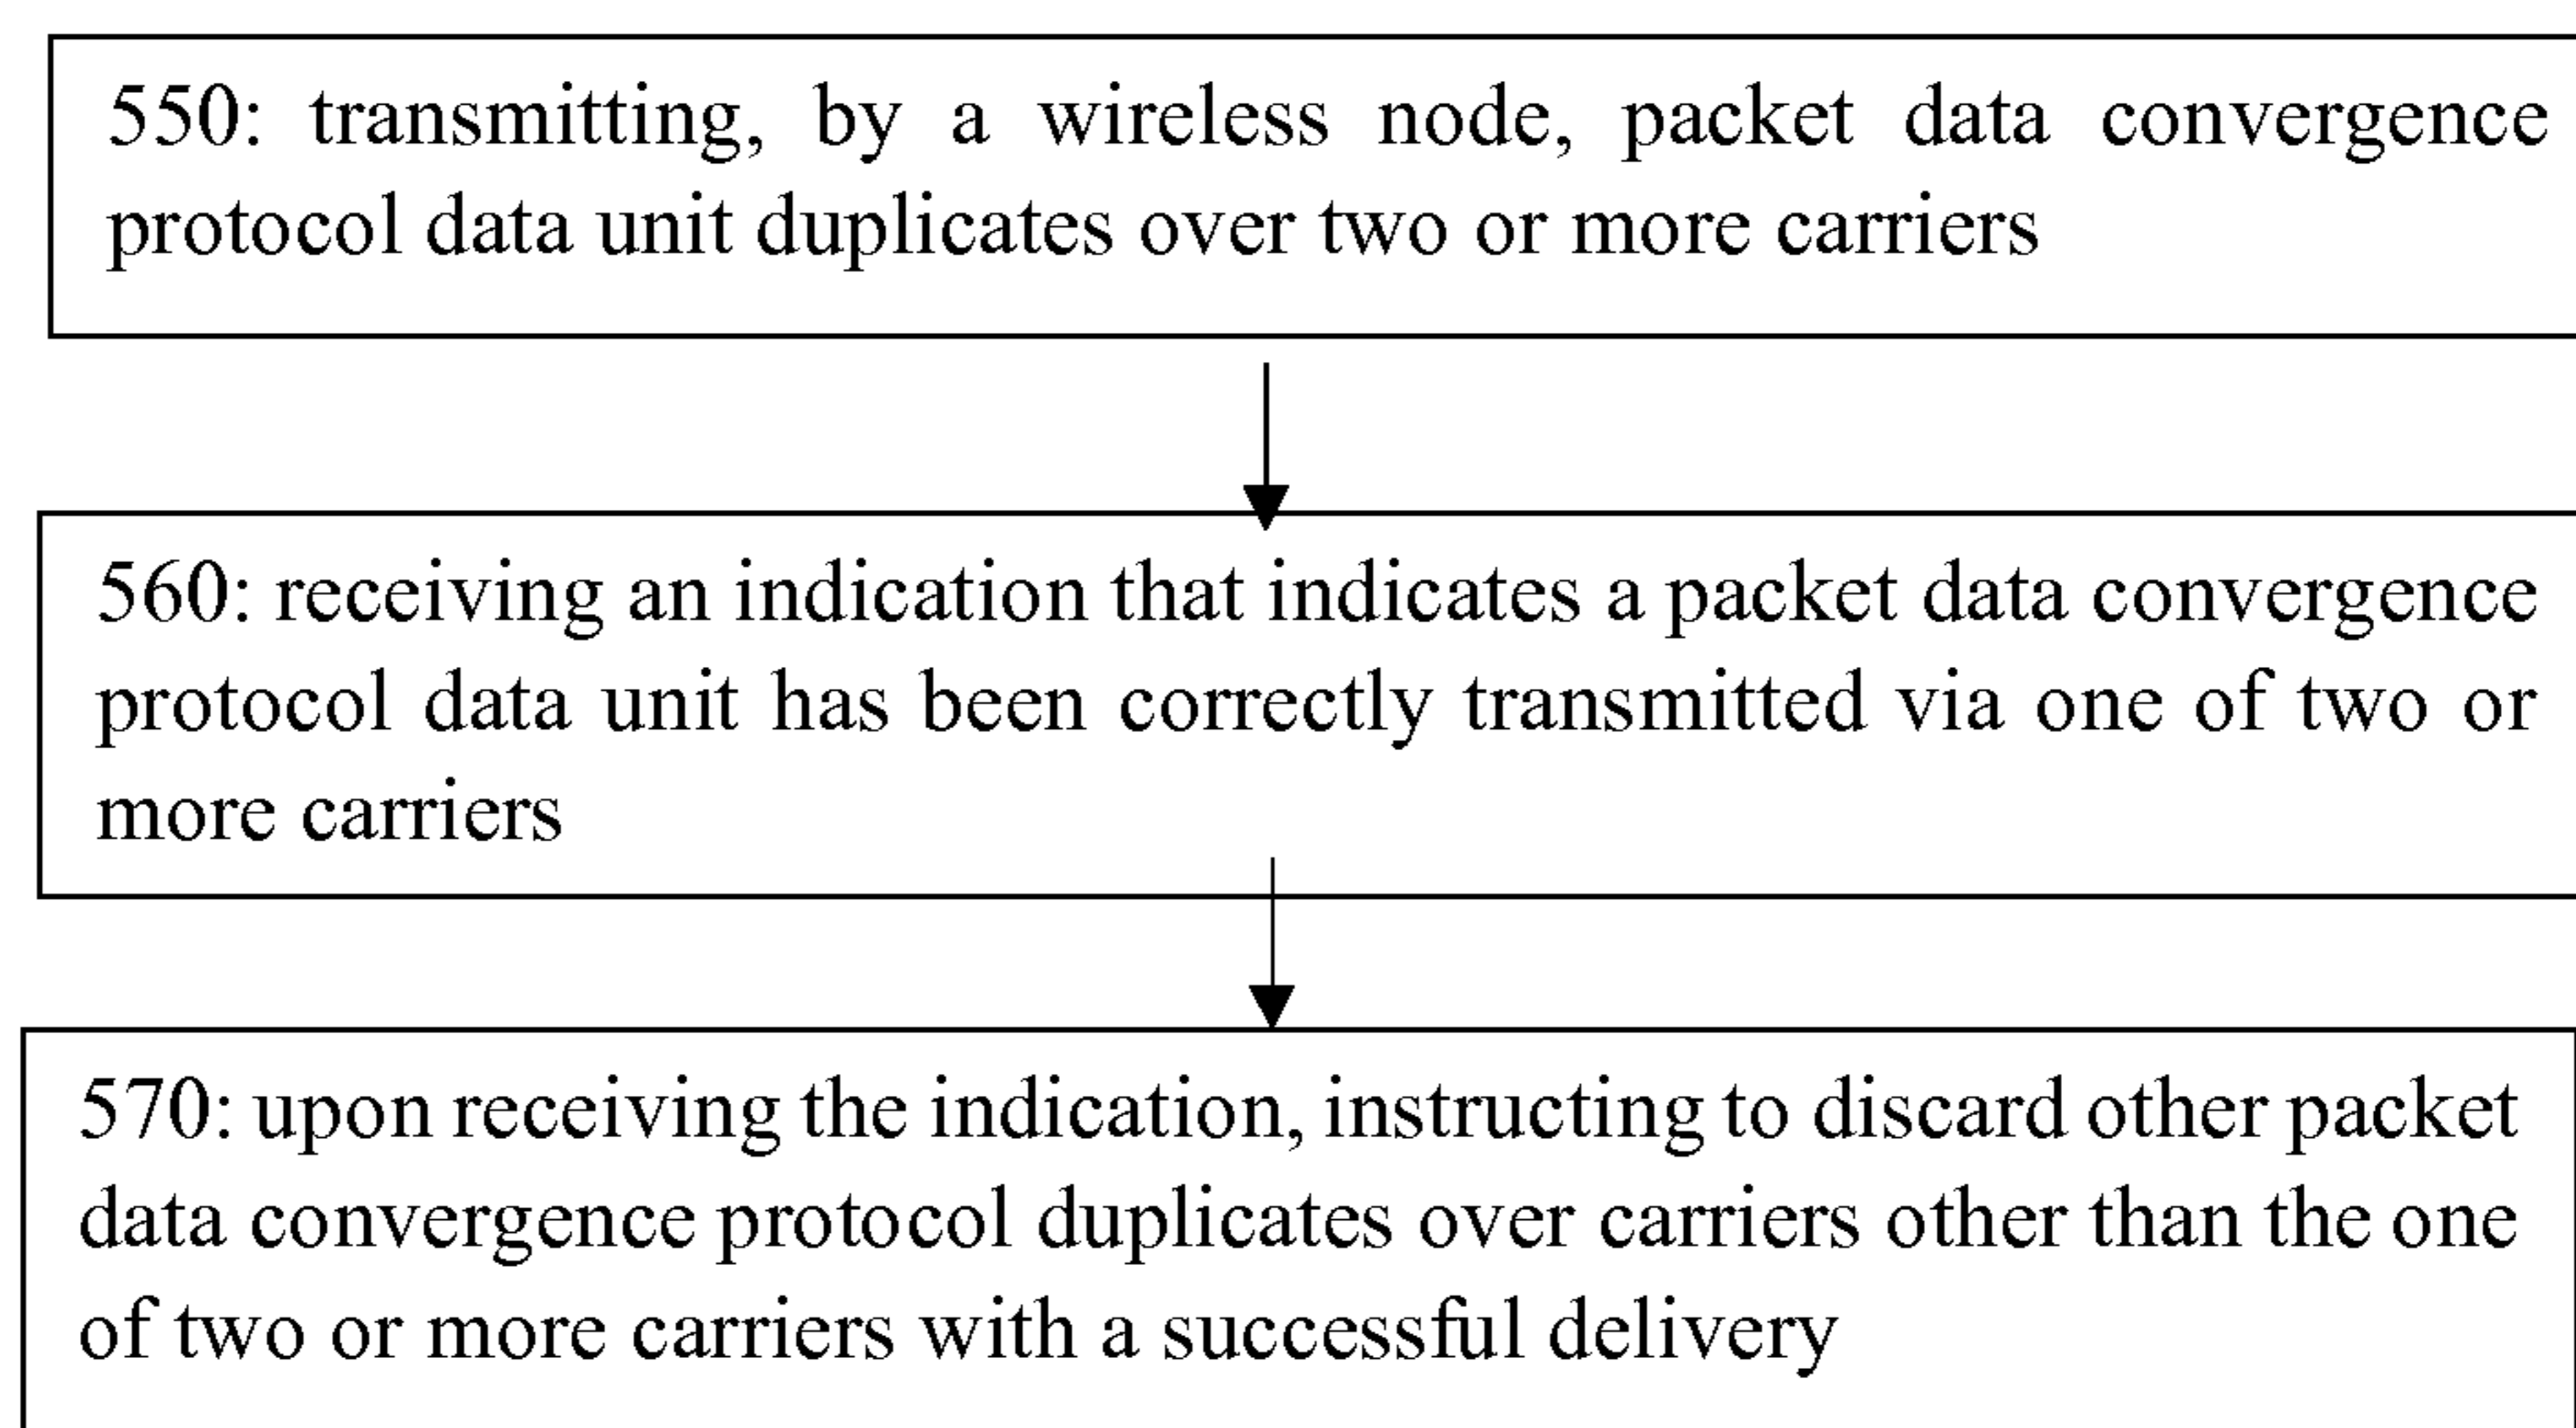 550: transmitting, by a wireless node, packet data convergence
protocol data unit duplicates over two or more carriers
560: receiving an indication that indicates a packet data convergence
protocol data unit has been correctly transmitted via one of two or
more carriers
570: upon receiving the indication, instructing to discard other packet
data convergence protocol duplicates over carriers other than the one
of two or more carriers with a successful delivery